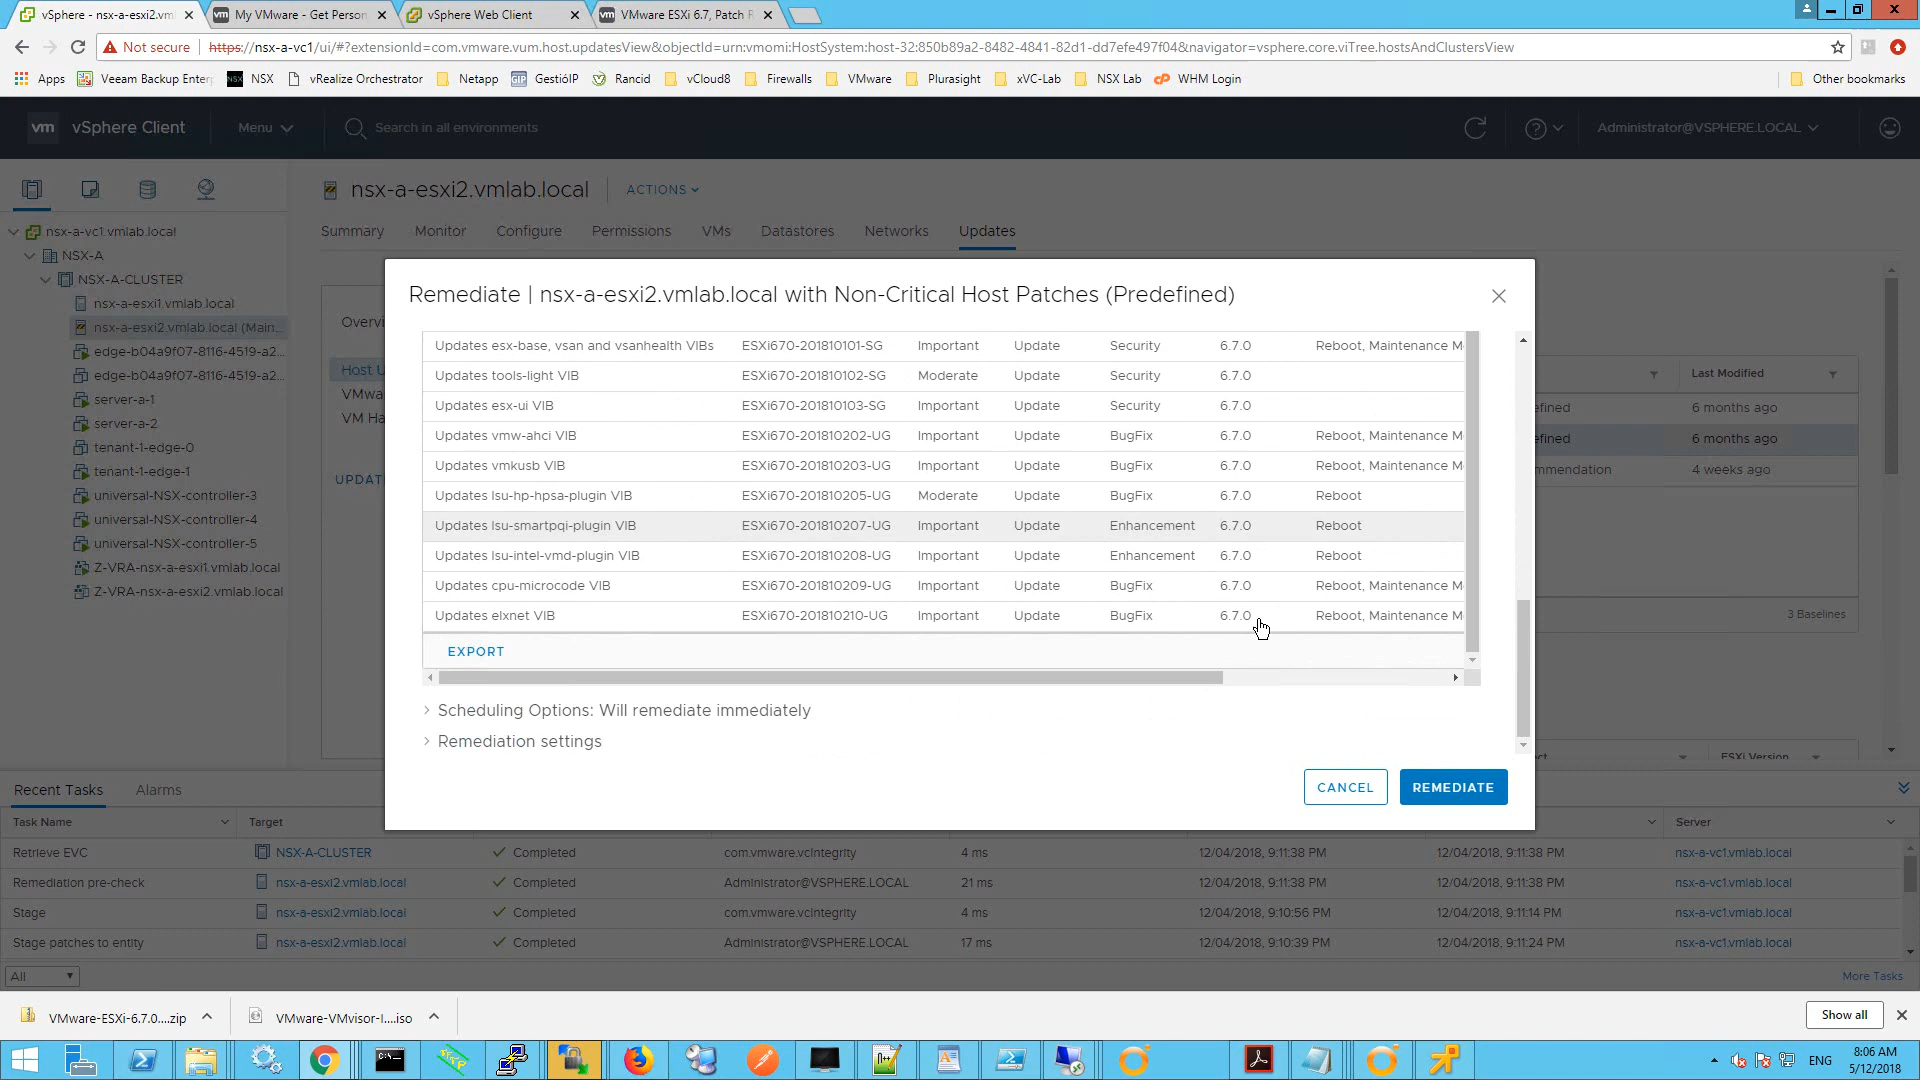 vSphere - nsx-a-esxi2.vml
My VMware - Get Person
vSphere Web Client
VMware ESXi 6.7, Patch R
Not secure
https://nsx-a-vc1/ui/#?extensionId=com.vmware.vum.host.updatesView&objectId=urn:vmomi:HostSystem:host-32:850b89a2-8482-4841-82d1-dd7efe497f04&navigator=vsphere.core.viTree.hostsAndClustersView
Apps
Veeam Backup Enter
NSX
vRealize Orchestrator
Netapp
GIP
GestióIP
Rancid
vCloud8
Firewalls
VMware
Plurasight
xVC-Lab
NSX Lab
WHM Login
Other bookmarks
vm
vSphere Client
Menu
Search in all environments
Administrator@VSPHERE.LOCAL
nsx-a-vc1.vmlab.local
NSX-A
NSX-A-CLUSTER
nsx-a-esxi1.vmlab.local
nsx-a-esxi2.vmlab.local (Main...
edge-b04a9f07-8116-4519-a2...
edge-b04a9f07-8116-4519-a2...
server-a-1
server-a-2
tenant-1-edge-0
tenant-1-edge-1
universal-NSX-controller-3
universal-NSX-controller-4
universal-NSX-controller-5
Z-VRA-nsx-a-esxi1.vmlab.local
Z-VRA-nsx-a-esxi2.vmlab.local
nsx-a-esxi2.vmlab.local
ACTIONS
Summary
Monitor
Configure
Permissions
VMs
Datastores
Networks
Updates
Overvi
Host U
VMwa
VM Ha
UPDAT
Last Modified
efined 6 months ago
efined 6 months ago
mmendation 4 weeks ago
3 Baselines
ct
ESXi Version
Remediate | nsx-a-esxi2.vmlab.local with Non-Critical Host Patches (Predefined)
Updates esx-base, vsan and vsanhealth VIBs ESXi670-201810101-SG Important Update Security 6.7.0 Reboot, Maintenance M
Updates tools-light VIB ESXi670-201810102-SG Moderate Update Security 6.7.0
Updates esx-ui VIB ESXi670-201810103-SG Important Update Security 6.7.0
Updates vmw-ahci VIB ESXi670-201810202-UG Important Update BugFix 6.7.0 Reboot, Maintenance M
Updates vmkusb VIB ESXi670-201810203-UG Important Update BugFix 6.7.0 Reboot, Maintenance M
Updates lsu-hp-hpsa-plugin VIB ESXi670-201810205-UG Moderate Update BugFix 6.7.0 Reboot
Updates lsu-smartpqi-plugin VIB ESXi670-201810207-UG Important Update Enhancement 6.7.0 Reboot
Updates lsu-intel-vmd-plugin VIB ESXi670-201810208-UG Important Update Enhancement 6.7.0 Reboot
Updates cpu-microcode VIB ESXi670-201810209-UG Important Update BugFix 6.7.0 Reboot, Maintenance M
Updates elxnet VIB ESXi670-201810210-UG Important Update BugFix 6.7.0 Reboot, Maintenance M
EXPORT
Scheduling Options: Will remediate immediately
Remediation settings
CANCEL
REMEDIATE
Recent Tasks
Alarms
Task Name
Target
Server
Retrieve EVC NSX-A-CLUSTER Completed com.vmware.vcIntegrity 4 ms 12/04/2018, 9:11:38 PM 12/04/2018, 9:11:38 PM nsx-a-vc1.vmlab.local
Remediation pre-check nsx-a-esxi2.vmlab.local Completed Administrator@VSPHERE.LOCAL 21 ms 12/04/2018, 9:11:38 PM 12/04/2018, 9:11:38 PM nsx-a-vc1.vmlab.local
Stage nsx-a-esxi2.vmlab.local Completed com.vmware.vcIntegrity 4 ms 12/04/2018, 9:10:56 PM 12/04/2018, 9:11:14 PM nsx-a-vc1.vmlab.local
Stage patches to entity nsx-a-esxi2.vmlab.local Completed Administrator@VSPHERE.LOCAL 17 ms 12/04/2018, 9:10:39 PM 12/04/2018, 9:11:24 PM nsx-a-vc1.vmlab.local
All
More Tasks
VMware-ESXi-6.7.0....zip
VMware-VMvisor-I....iso
Show all
ENG
8:06 AM
5/12/2018